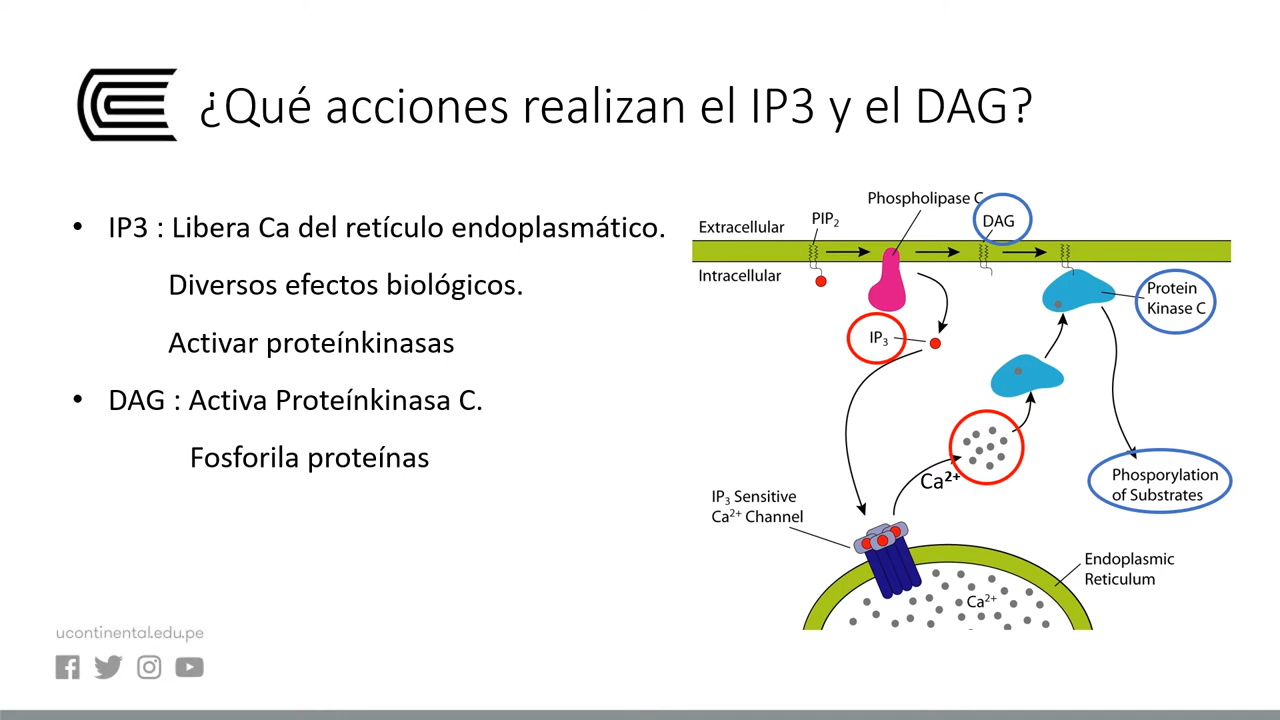 ¿Qué acciones realizan el IP3 y el DAG?
• IP3 : Libera Ca del retículo endoplasmático.
Diversos efectos biológicos.
Activar proteínkinasas
• DAG : Activa Proteínkinasa C.
Fosforila proteínas
Phospholipase C
PIP₂
DAG
Extracellular
Intracellular
Protein
Kinase C
IP₃
Ca²⁺
Phosporylation
of Substrates
IP₃ Sensitive
Ca²⁺ Channel
Endoplasmic
Reticulum
Ca²⁺
ucontinental.edu.pe